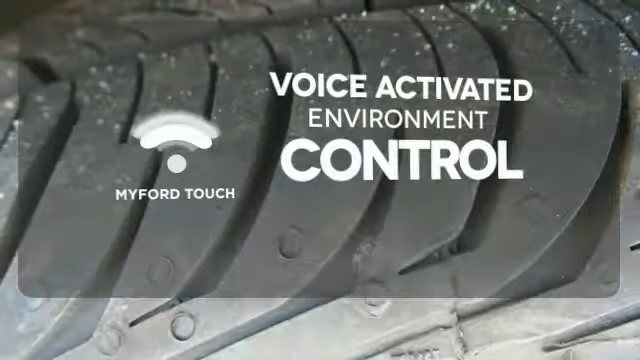 VOICE ACTIVATED
ENVIRONMENT
CONTROL
MYFORD TOUCH